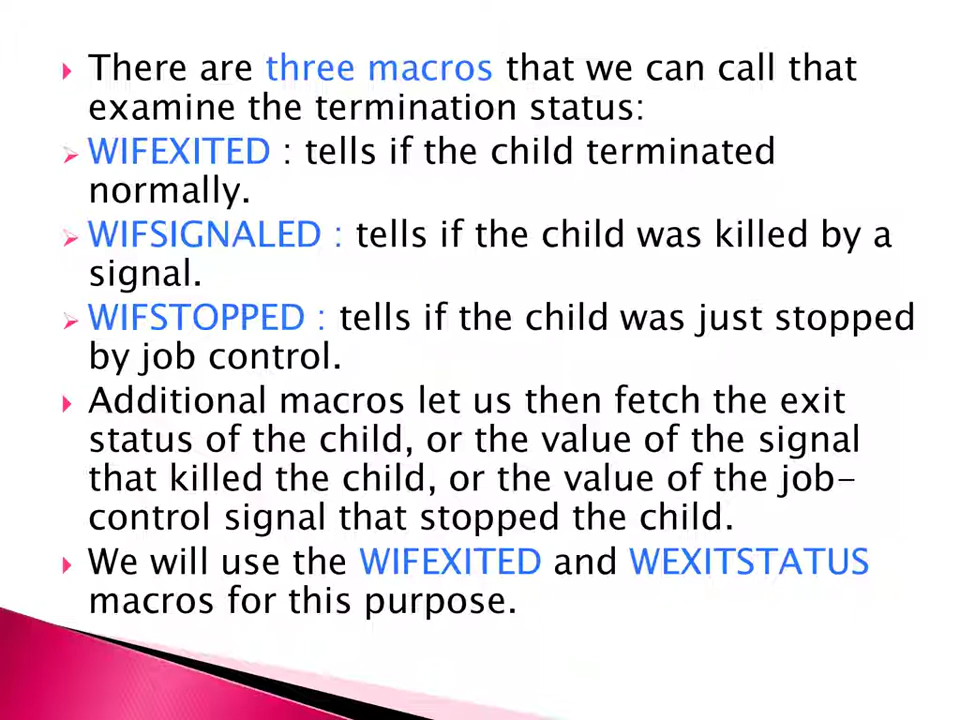 There are three macros that we can call that
examine the termination status:
WIFEXITED : tells if the child terminated
normally.
WIFSIGNALED : tells if the child was killed by a
signal.
WIFSTOPPED : tells if the child was just stopped
by job control.
Additional macros let us then fetch the exit
status of the child, or the value of the signal
that killed the child, or the value of the job-
control signal that stopped the child.
We will use the WIFEXITED and WEXITSTATUS
macros for this purpose.